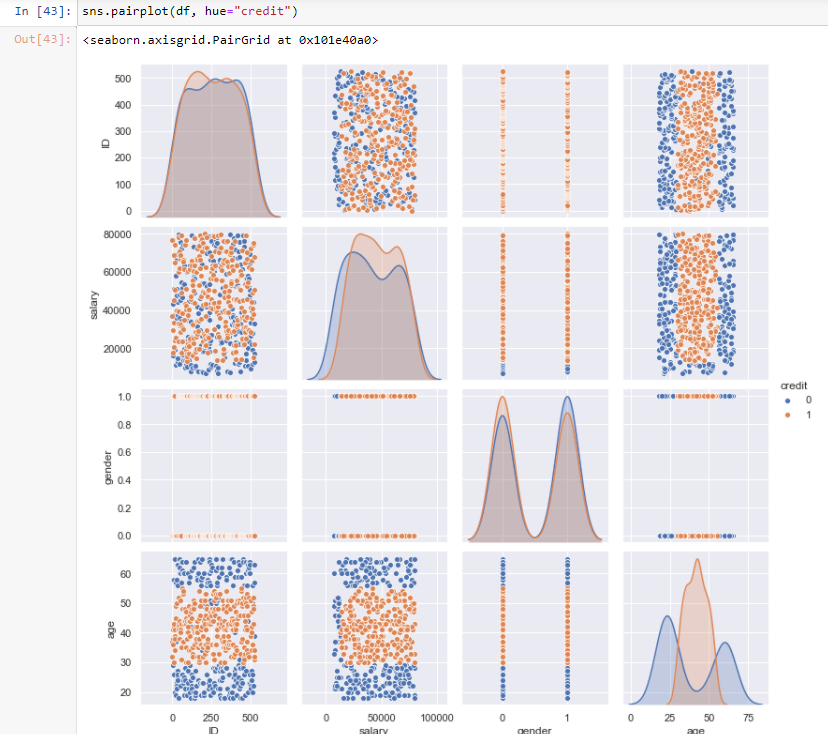 In [43]: sns.pairplot(df, hue="credit")
Out[43]: <seaborn.axisgrid.PairGrid at 0x101e40a0>
500
400
300
200
100
0
ID
80000
60000
40000
20000
salary
credit
0
1
1.0
0.8
0.6
0.4
0.2
0.0
gender
60
50
40
30
20
age
0 250 500
0 50000 100000
0 1
0 25 50 75
ID salary gender age